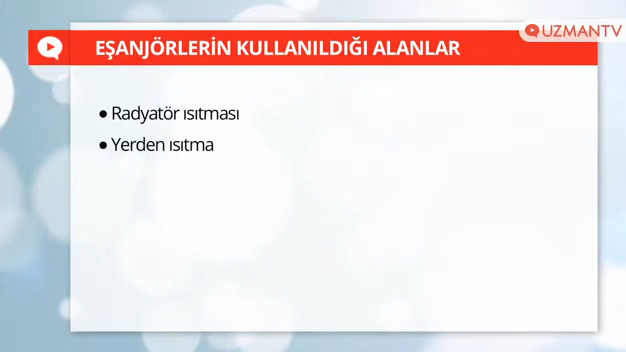 UZMANTV
EŞANJÖRLERİN KULLANILDIĞI ALANLAR
● Radyatör ısıtması
● Yerden ısıtma